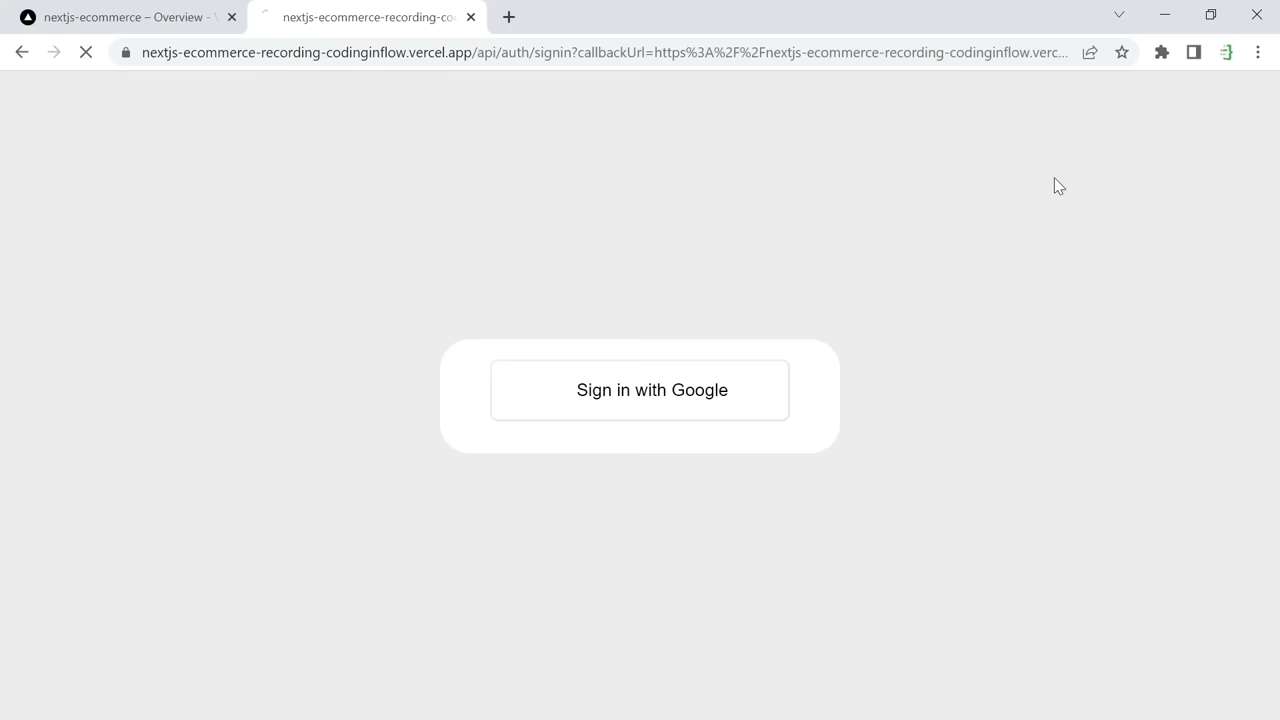 nextjs-ecommerce – Overview -
nextjs-ecommerce-recording-co
nextjs-ecommerce-recording-codinginflow.vercel.app/api/auth/signin?callbackUrl=https%3A%2F%2Fnextjs-ecommerce-recording-codinginflow.verc...
Sign in with Google